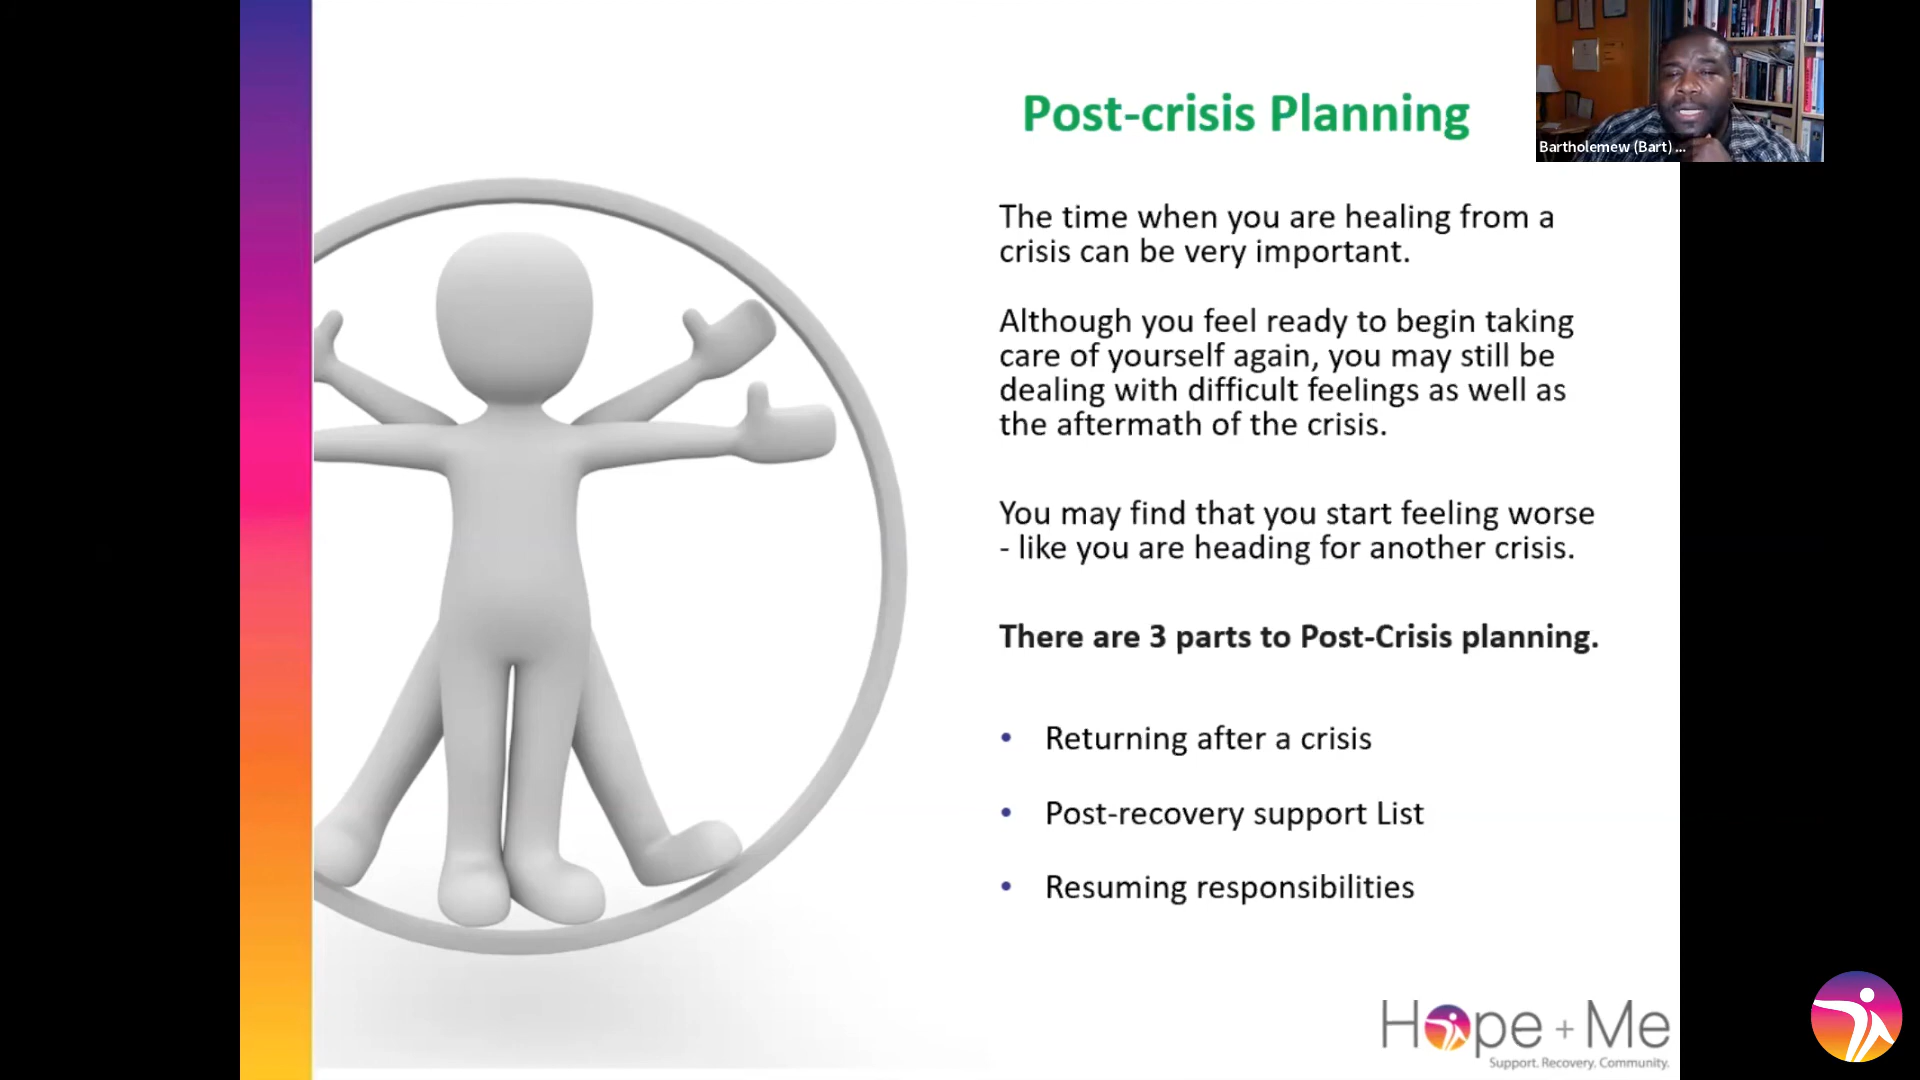 Post-crisis Planning
Bartholemew (Bart) ...
The time when you are healing from a
crisis can be very important.
Although you feel ready to begin taking
care of yourself again, you may still be
dealing with difficult feelings as well as
the aftermath of the crisis.
You may find that you start feeling worse
- like you are heading for another crisis.
There are 3 parts to Post-Crisis planning.
• Returning after a crisis
• Post-recovery support List
• Resuming responsibilities
Hope + Me
Support. Recovery. Community.